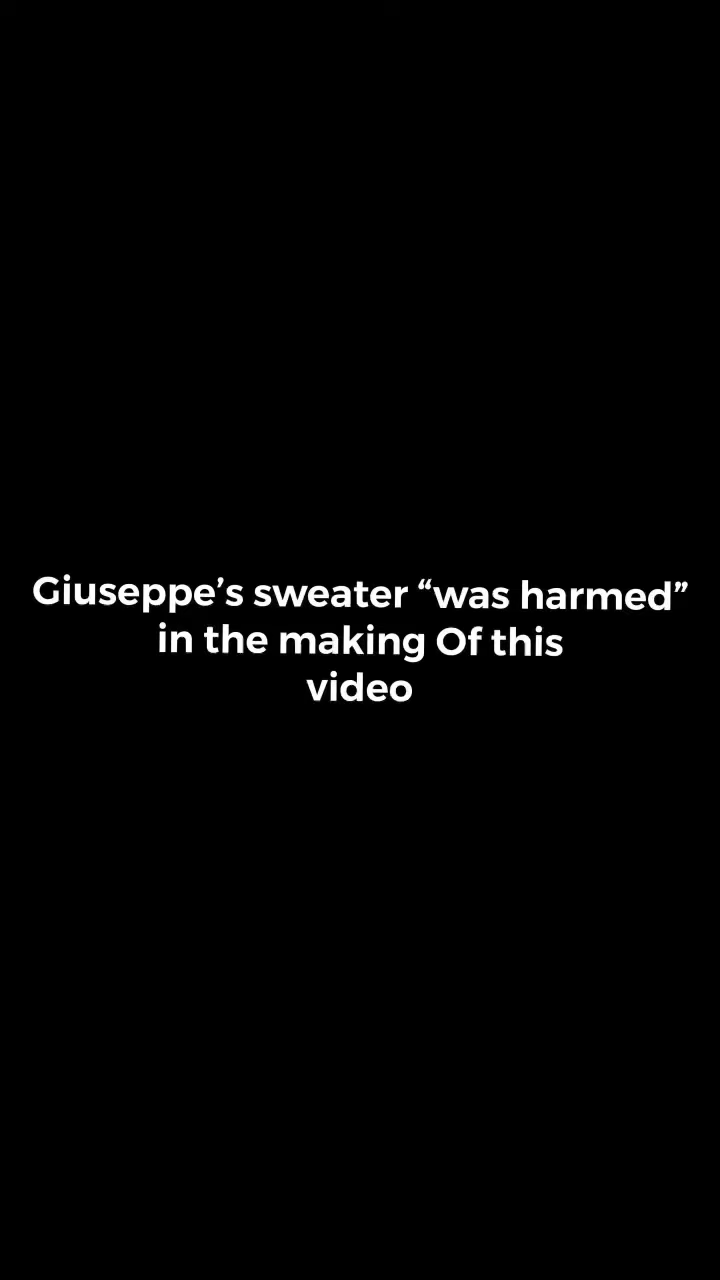 Giuseppe’s sweater “was harmed”
in the making Of this
video